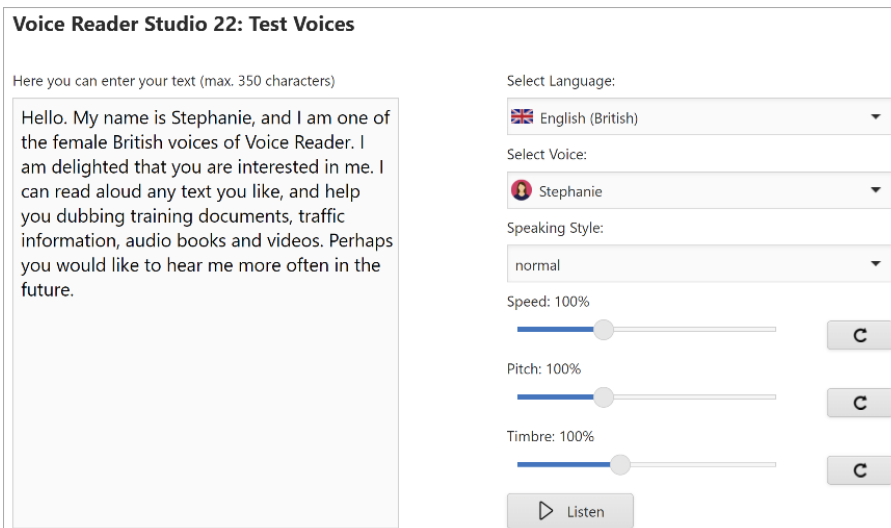 Voice Reader Studio 22: Test Voices
Here you can enter your text (max. 350 characters)
Hello. My name is Stephanie, and I am one of
the female British voices of Voice Reader. I
am delighted that you are interested in me. I
can read aloud any text you like, and help
you dubbing training documents, traffic
information, audio books and videos. Perhaps
you would like to hear me more often in the
future.
Select Language:
English (British)
Select Voice:
Stephanie
Speaking Style:
normal
Speed: 100%
Pitch: 100%
Timbre: 100%
Listen